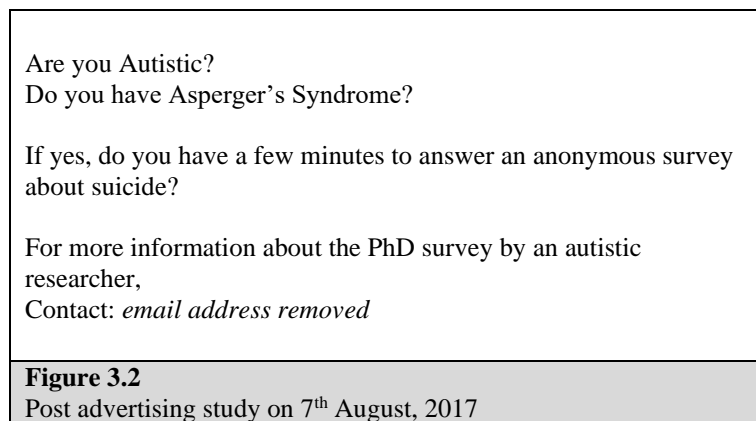 Are you Autistic?
Do you have Asperger’s Syndrome?
If yes, do you have a few minutes to answer an anonymous survey
about suicide?
For more information about the PhD survey by an autistic
researcher,
Contact: email address removed
Figure 3.2
Post advertising study on 7th August, 2017